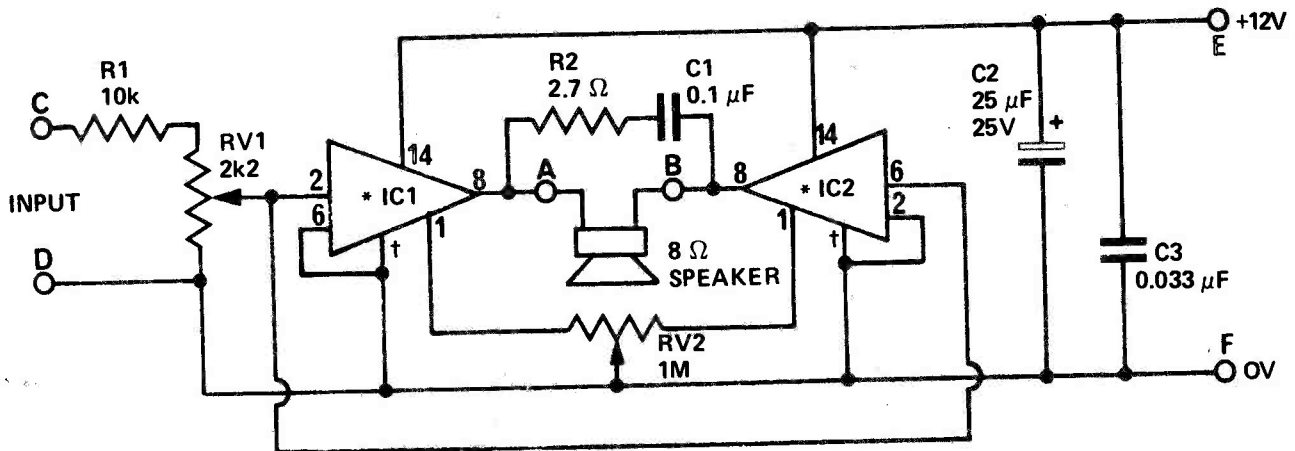 C
R1
10k
RV1
2k2
INPUT
D
2
6
* IC1
14
8
1
†
R2
2.7 Ω
C1
0.1 μF
A
B
8 Ω
SPEAKER
RV2
1M
8
14
* IC2
6
2
1
†
C2
25 μF
25V
+
C3
0.033 μF
E
+12V
F
0V